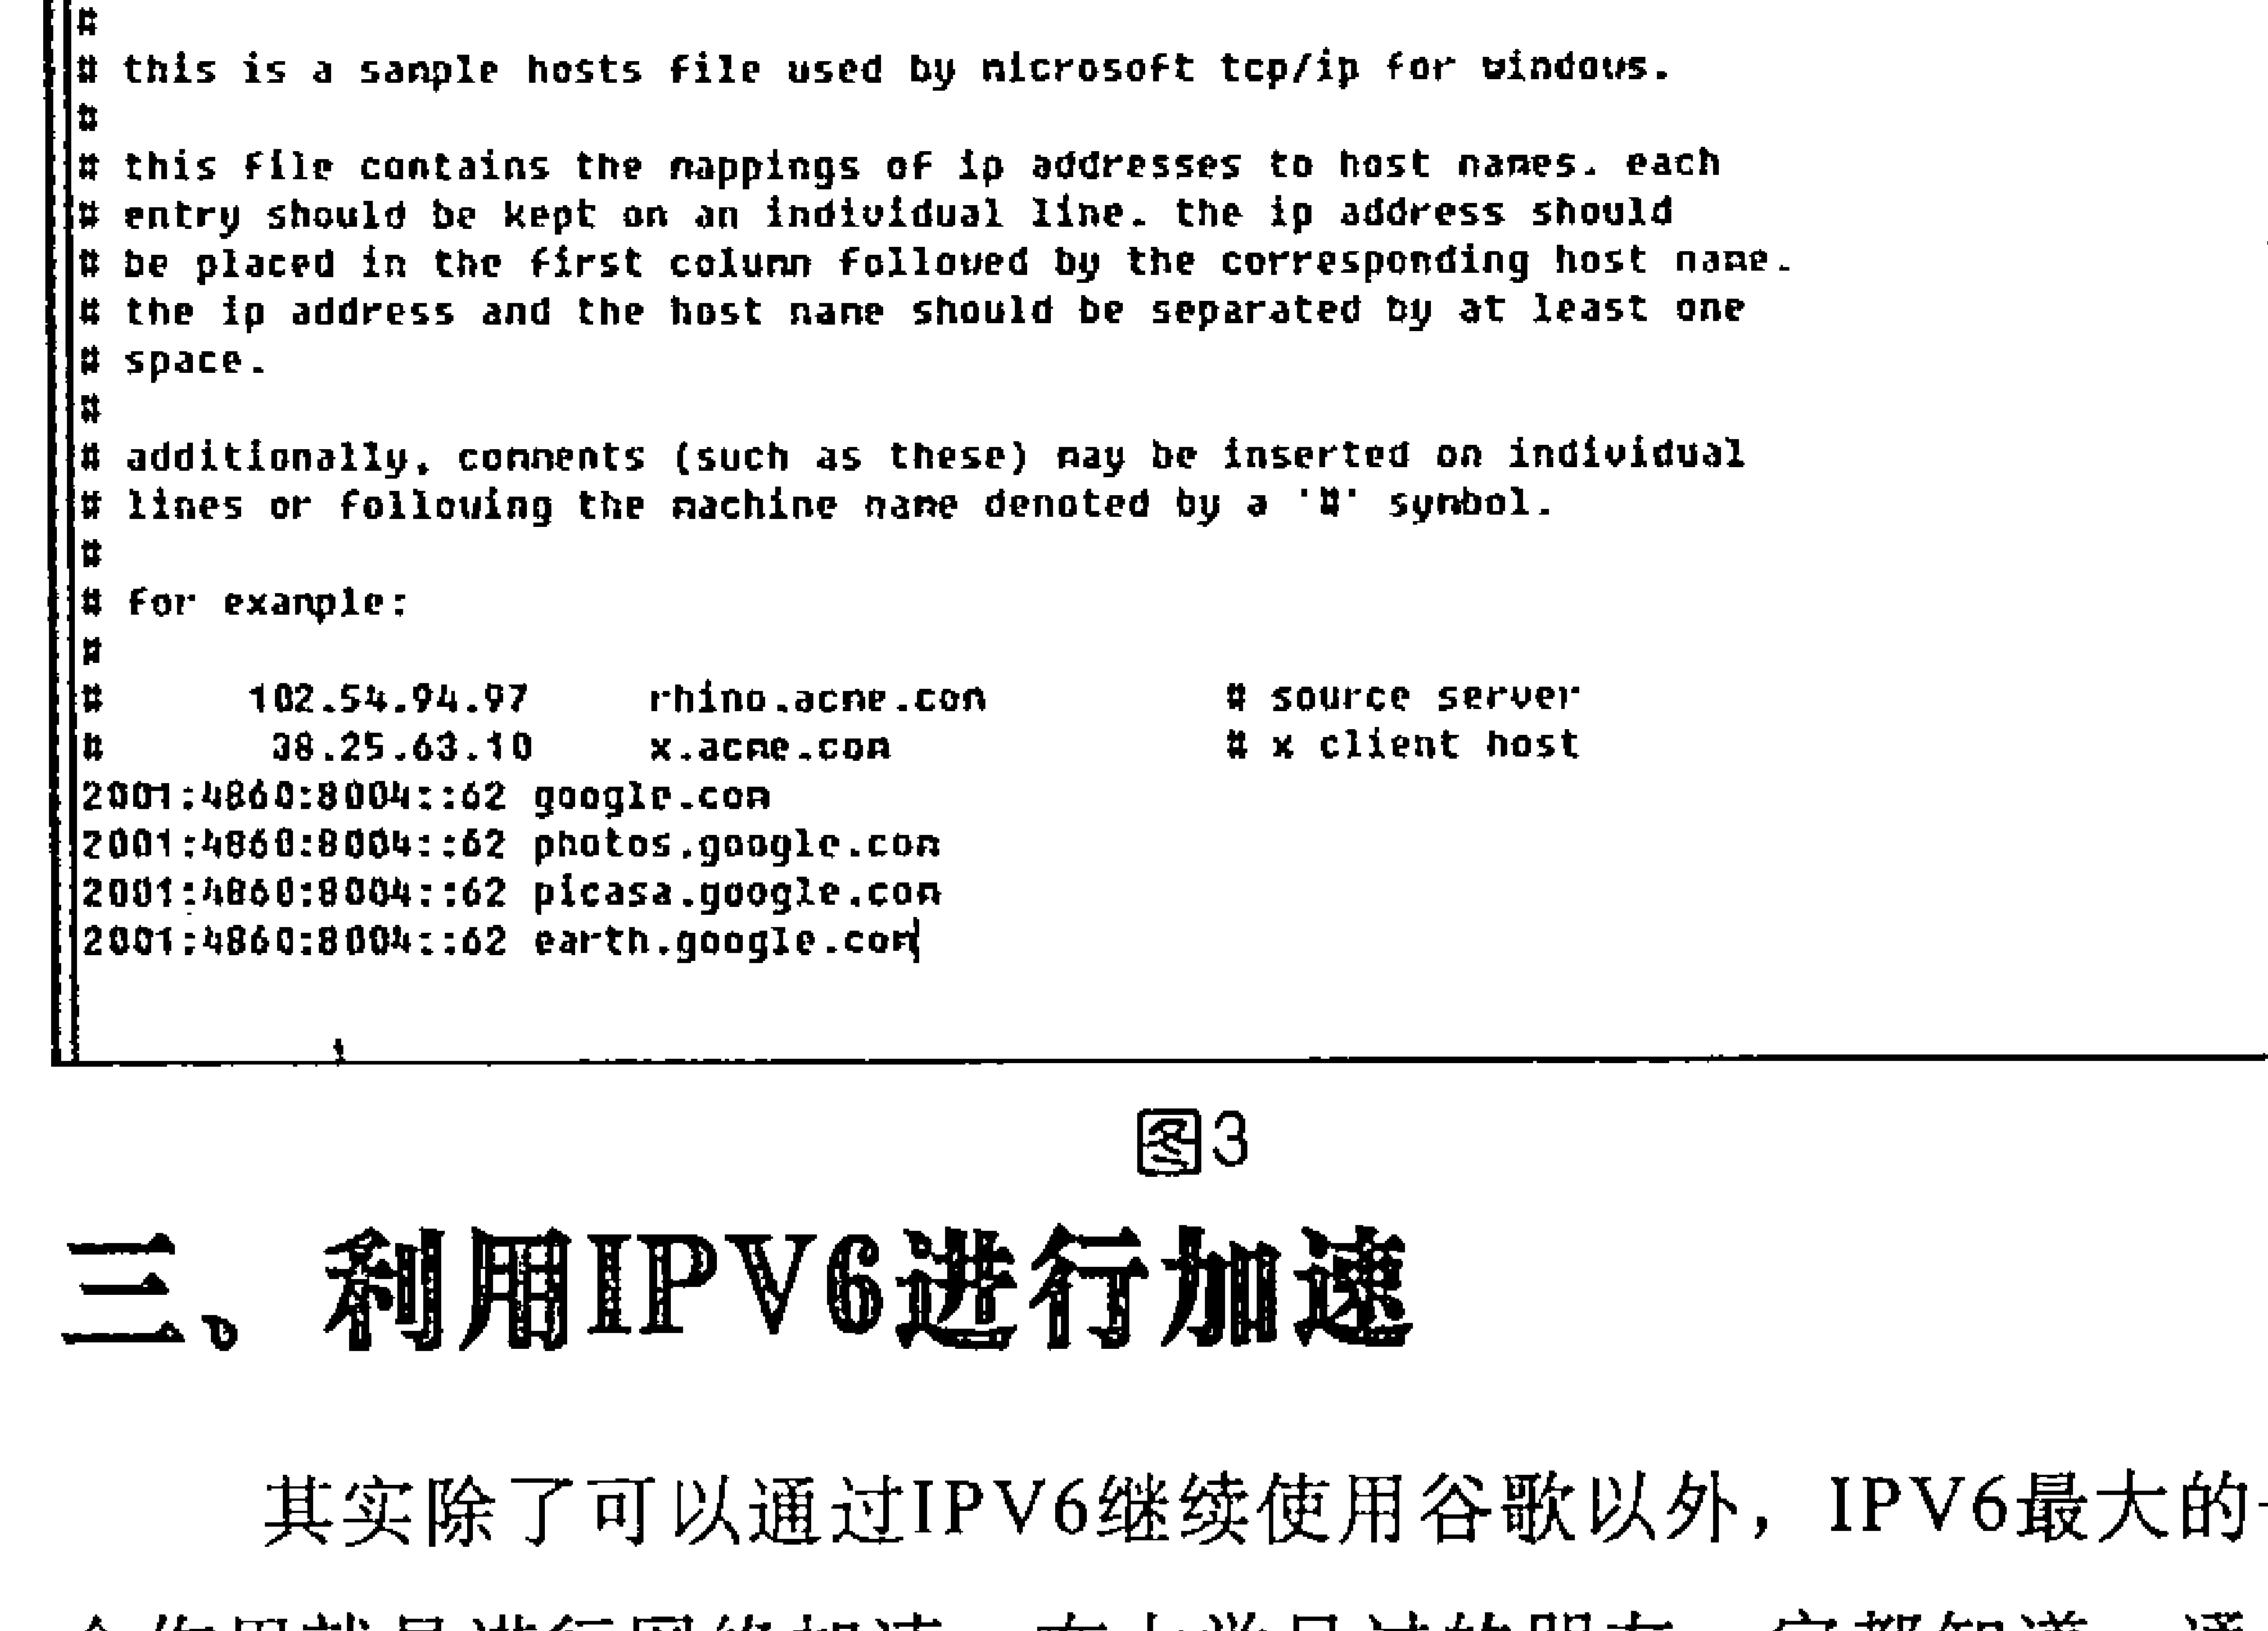 #
# this is a sample hosts file used by microsoft tcp/ip for windows.
#
# this file contains the mappings of ip addresses to host names. each
# entry should be kept on an individual line. the ip address should
# be placed in the first column followed by the corresponding host name.
# the ip address and the host name should be separated by at least one
# space.
#
# additionally, comments (such as these) may be inserted on individual
# lines or following the machine name denoted by a '#' symbol.
#
# for example:
#
# 102.54.94.97 rhino.acme.com # source server
# 38.25.63.10 x.acme.com # x client host
2001:4860:8004::62 google.com
2001:4860:8004::62 photos.google.com
2001:4860:8004::62 picasa.google.com
2001:4860:8004::62 earth.google.com
图3
三、利用IPV6进行加速
其实除了可以通过IPV6继续使用谷歌以外，IPV6最大的